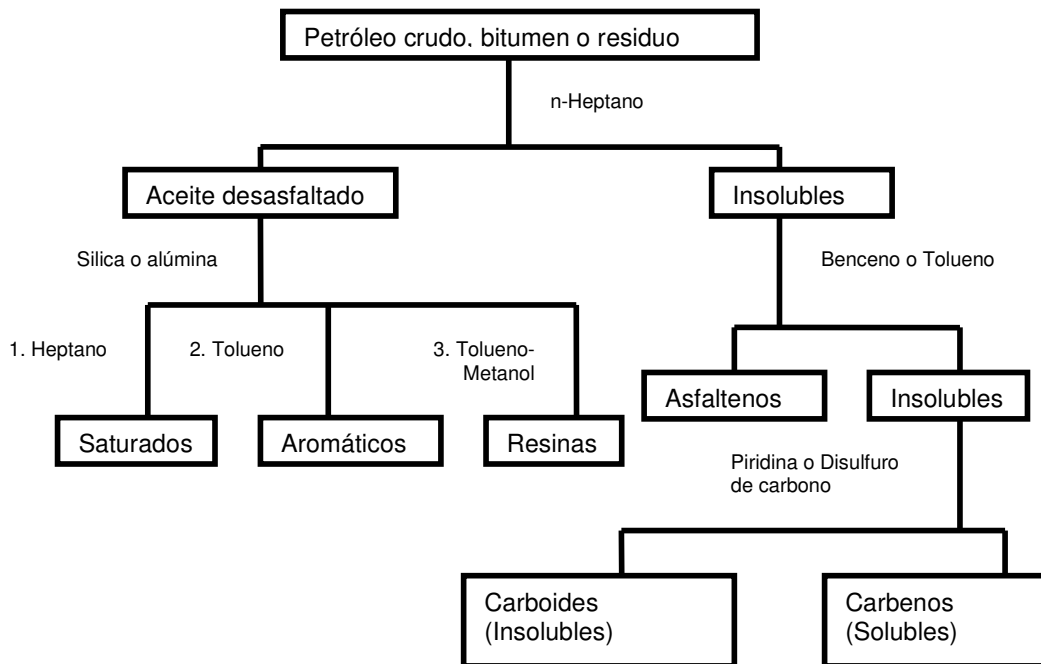 Petróleo crudo, bitumen o residuo
n-Heptano
Aceite desasfaltado
Insolubles
Silica o alúmina
Benceno o Tolueno
1. Heptano
2. Tolueno
3. Tolueno-
Metanol
Asfaltenos
Insolubles
Saturados
Aromáticos
Resinas
Piridina o Disulfuro
de carbono
Carboides
(Insolubles)
Carbenos
(Solubles)